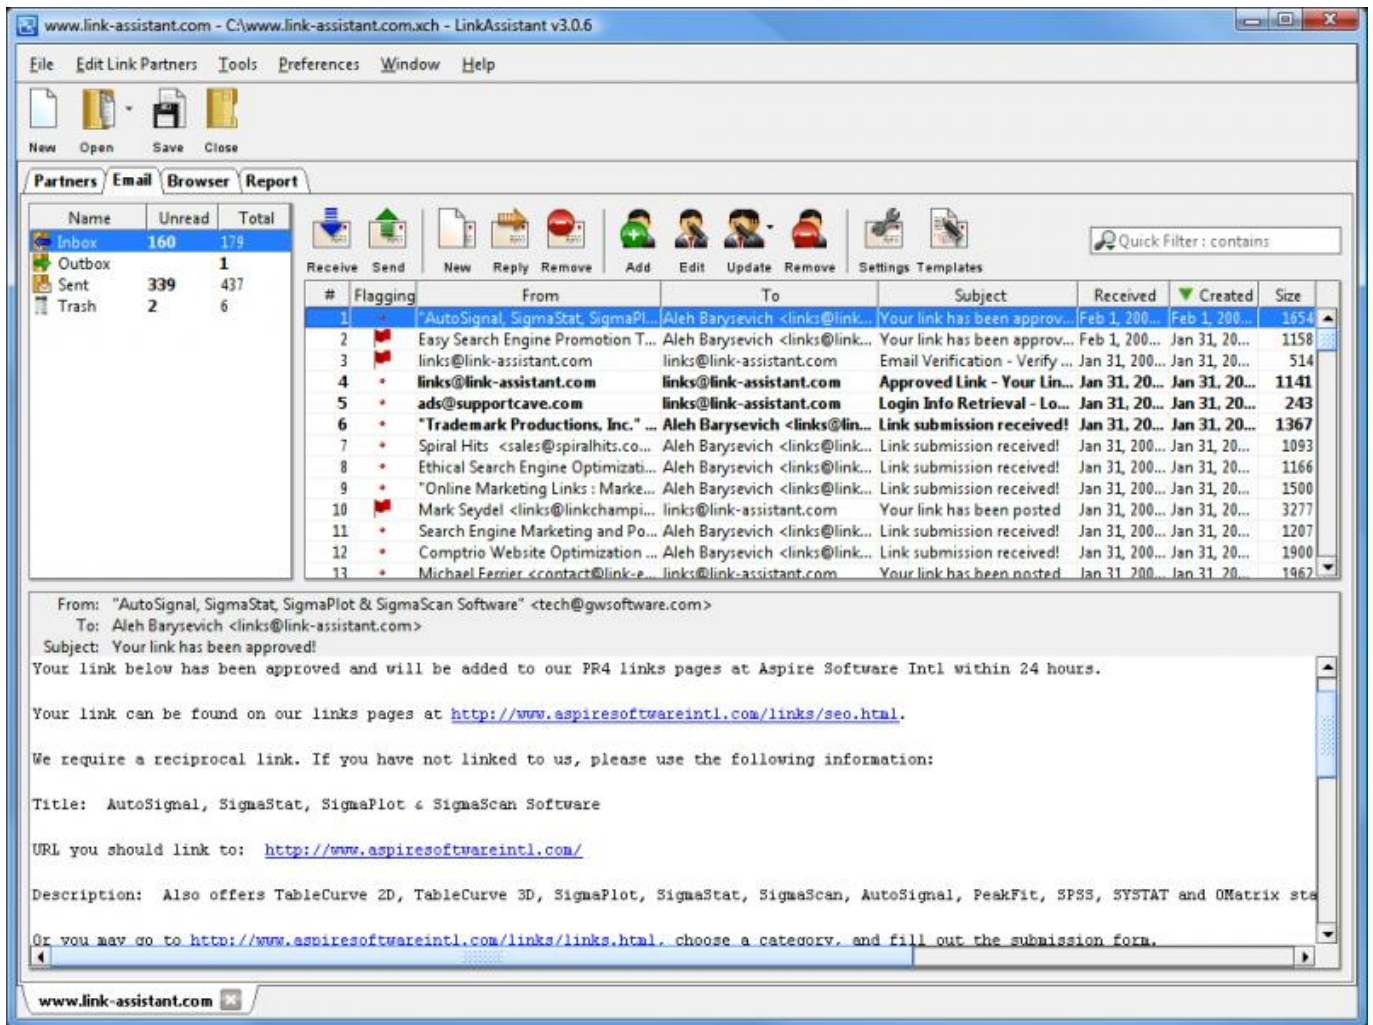 www.link-assistant.com - C:\www.link-assistant.com.xch - LinkAssistant v3.0.6
File Edit Link Partners Tools Preferences Window Help
New Open Save Close
Partners Email Browser Report
Name Unread Total
Inbox 160 179
Outbox 1
Sent 339 437
Trash 2 6
Quick Filter : contains
Receive Send New Reply Remove Add Edit Update Remove Settings Templates
# Flagging From To Subject Received Created Size
1 "AutoSignal, SigmaStat, SigmaPl... Aleh Barysevich <links@link... Your link has been approv... Feb 1, 200... Feb 1, 200... 1654
2 Easy Search Engine Promotion T... Aleh Barysevich <links@link... Your link has been approv... Feb 1, 200... Jan 31, 20... 1158
3 links@link-assistant.com links@link-assistant.com Email Verification - Verify ... Jan 31, 200... Jan 31, 20... 514
4 links@link-assistant.com links@link-assistant.com Approved Link - Your Lin... Jan 31, 20... Jan 31, 20... 1141
5 ads@supportcave.com links@link-assistant.com Login Info Retrieval - Lo... Jan 31, 20... Jan 31, 20... 243
6 "Trademark Productions, Inc." ... Aleh Barysevich <links@lin... Link submission received! Jan 31, 20... Jan 31, 20... 1367
7 Spiral Hits <sales@spiralhits.co... Aleh Barysevich <links@link... Link submission received! Jan 31, 200... Jan 31, 20... 1093
8 Ethical Search Engine Optimizati... Aleh Barysevich <links@link... Link submission received! Jan 31, 200... Jan 31, 20... 1166
9 "Online Marketing Links : Marke... Aleh Barysevich <links@link... Link submission received! Jan 31, 200... Jan 31, 20... 1500
10 Mark Seydel <links@linkchampi... links@link-assistant.com Your link has been posted Jan 31, 200... Jan 31, 20... 3277
11 Search Engine Marketing and Po... Aleh Barysevich <links@link... Link submission received! Jan 31, 200... Jan 31, 20... 1207
12 Comptrio Website Optimization ... Aleh Barysevich <links@link... Link submission received! Jan 31, 200... Jan 31, 20... 1900
13 Michael Ferrier <contact@link-e... links@link-assistant.com Your link has been posted Jan 31, 200... Jan 31, 20... 1962
From: "AutoSignal, SigmaStat, SigmaPlot & SigmaScan Software" <tech@gwsoftware.com>
To: Aleh Barysevich <links@link-assistant.com>
Subject: Your link has been approved!
Your link below has been approved and will be added to our PR4 links pages at Aspire Software Intl within 24 hours.
Your link can be found on our links pages at http://www.aspiresoftwareintl.com/links/seo.html.
We require a reciprocal link. If you have not linked to us, please use the following information:
Title: AutoSignal, SigmaStat, SigmaPlot & SigmaScan Software
URL you should link to: http://www.aspiresoftwareintl.com/
Description: Also offers TableCurve 2D, TableCurve 3D, SigmaPlot, SigmaStat, SigmaScan, AutoSignal, PeakFit, SPSS, SYSTAT and OMatrix sta
Or you may go to http://www.aspiresoftwareintl.com/links/links.html, choose a category, and fill out the submission form.
www.link-assistant.com